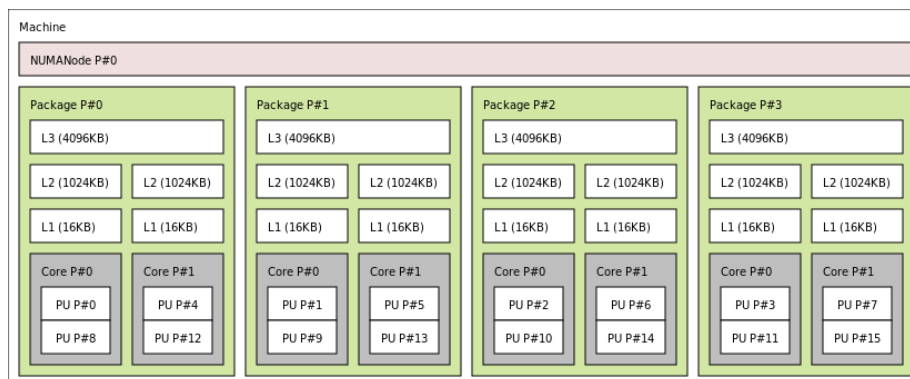 Machine
NUMANode P#0
Package P#0 Package P#1 Package P#2 Package P#3
L3 (4096KB) L3 (4096KB) L3 (4096KB) L3 (4096KB)
L2 (1024KB) L2 (1024KB) L2 (1024KB) L2 (1024KB) L2 (1024KB) L2 (1024KB) L2 (1024KB) L2 (1024KB)
L1 (16KB) L1 (16KB) L1 (16KB) L1 (16KB) L1 (16KB) L1 (16KB) L1 (16KB) L1 (16KB)
Core P#0 Core P#1 Core P#0 Core P#1 Core P#0 Core P#1 Core P#0 Core P#1
PU P#0 PU P#4 PU P#1 PU P#5 PU P#2 PU P#6 PU P#3 PU P#7
PU P#8 PU P#12 PU P#9 PU P#13 PU P#10 PU P#14 PU P#11 PU P#15